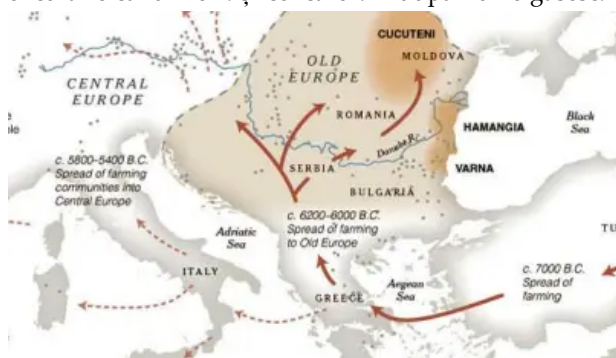 CUCUTENI
OLD
EUROPE
MOLDOVA
CENTRAL
EUROPE
ROMANIA
HAMANGIA
Black
Sea
Danube R.
c. 5800–5400 B.C.
Spread of farming
communities into
Central Europe
SERBIA
VARNA
BULGARIA
c. 6200–6000 B.C.
Spread of farming
to Old Europe
Adriatic
Sea
TU
ITALY
c. 7000 B.C.
Spread of
farming
Aegean
Sea
GREECE